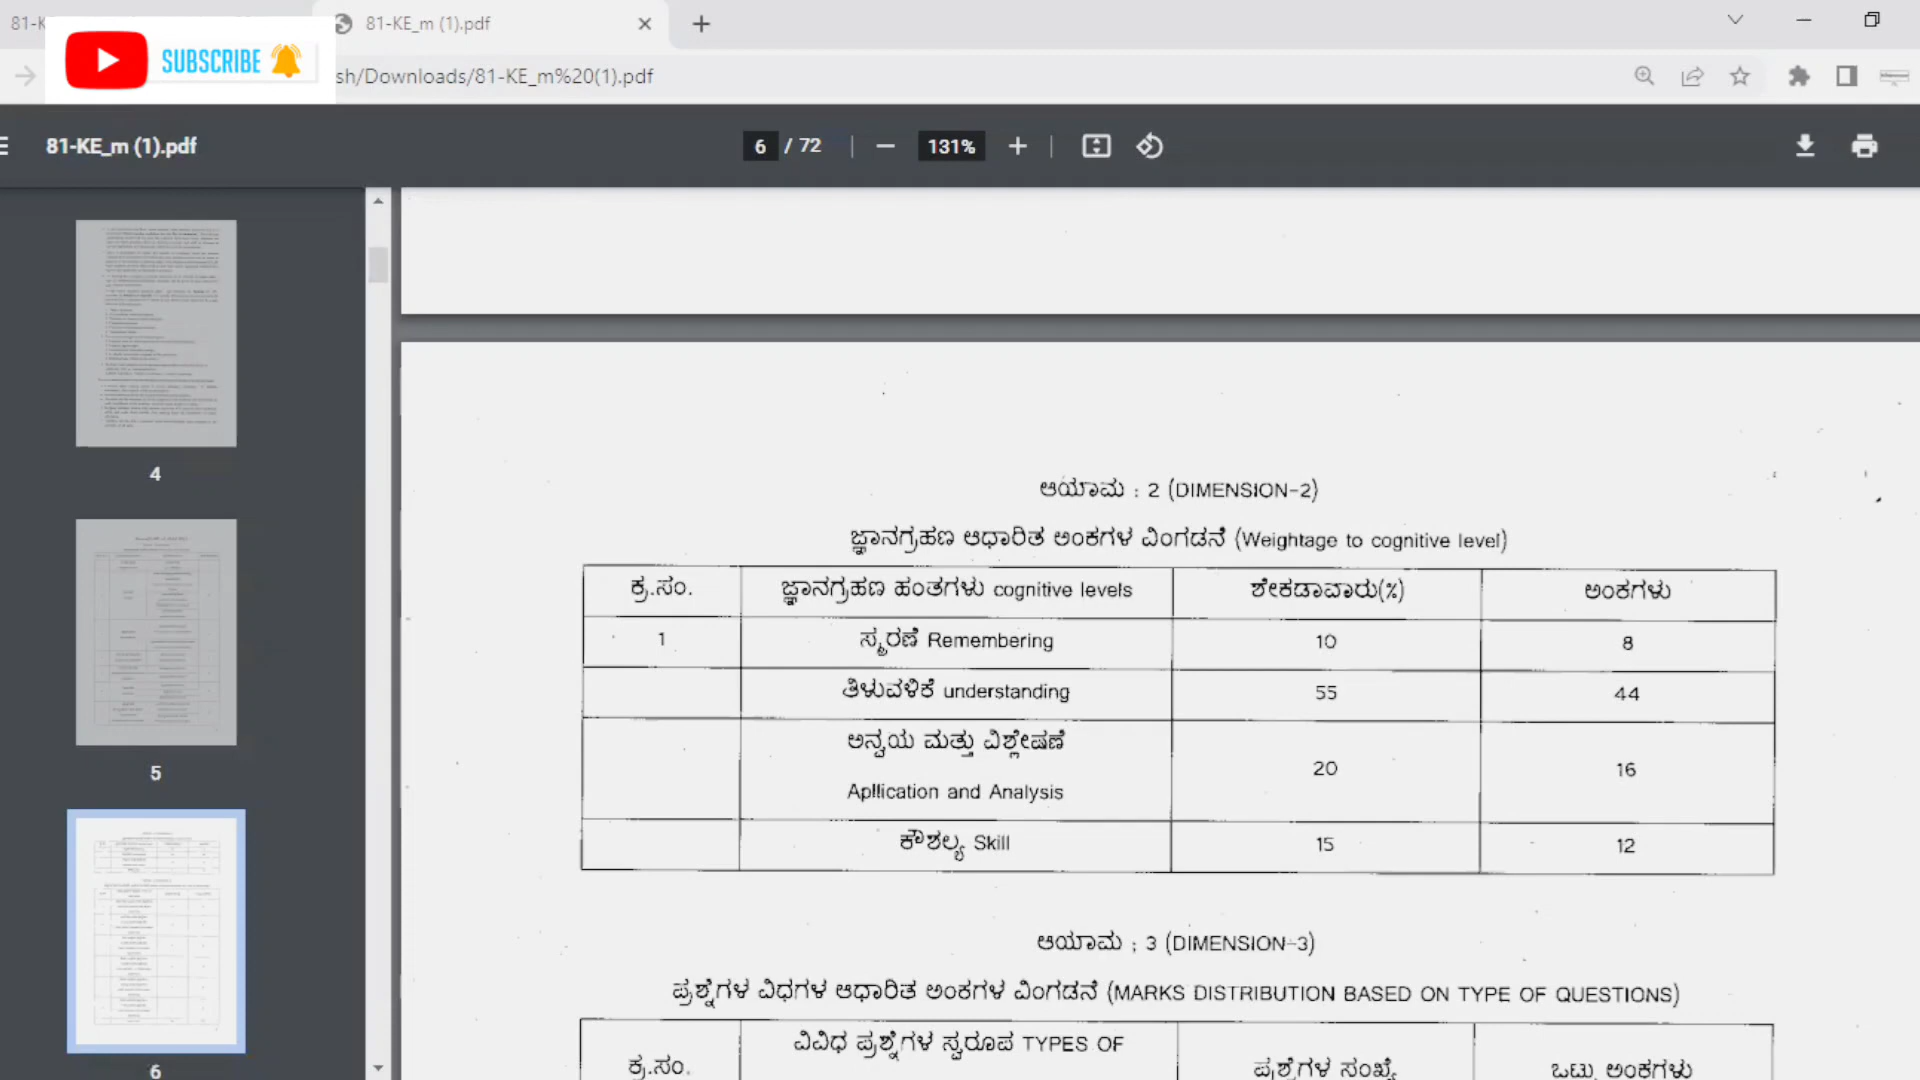 81-K
81-KE_m (1).pdf
SUBSCRIBE
sh/Downloads/81-KE_m%20(1).pdf
81-KE_m (1).pdf
6 / 72
131%
4
5
6
ಆಯಾಮ : 2 (DIMENSION-2)
ಜ್ಞಾನಗ್ರಹಣ ಆಧಾರಿತ ಅಂಕಗಳ ವಿಂಗಡನೆ (Weightage to cognitive level)
ಕ್ರ.ಸಂ. ಜ್ಞಾನಗ್ರಹಣ ಹಂತಗಳು cognitive levels ಶೇಕಡಾವಾರು(%) ಅಂಕಗಳು
1 ಸ್ಮರಣೆ Remembering 10 8
ತಿಳುವಳಿಕೆ understanding 55 44
ಅನ್ವಯ ಮತ್ತು ವಿಶ್ಲೇಷಣೆ
Apllication and Analysis 20 16
ಕೌಶಲ್ಯ Skill 15 12
ಆಯಾಮ ; 3 (DIMENSION-3)
ಪ್ರಶ್ನೆಗಳ ವಿಧಗಳ ಆಧಾರಿತ ಅಂಕಗಳ ವಿಂಗಡನೆ (MARKS DISTRIBUTION BASED ON TYPE OF QUESTIONS)
ವಿವಿಧ ಪ್ರಶ್ನೆಗಳ ಸ್ವರೂಪ TYPES OF
ಕ್ರ.ಸಂ. ಪ್ರಶ್ನೆಗಳ ಸಂಖ್ಯೆ ಒಟ್ಟು ಅಂಕಗಳು